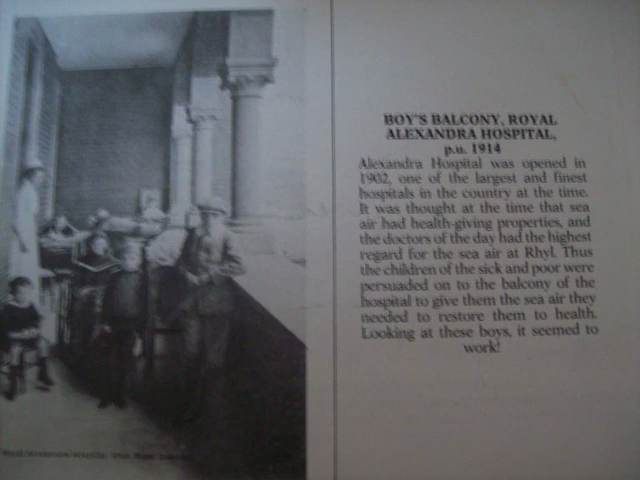 BOY'S BALCONY, ROYAL
ALEXANDRA HOSPITAL,
p.u. 1914
Alexandra Hospital was opened in
1902, one of the largest and finest
hospitals in the country at the time.
It was thought at the time that sea
air had health-giving properties, and
the doctors of the day had the highest
regard for the sea air at Rhyl. Thus
the children of the sick and poor were
persuaded on to the balcony of the
hospital to give them the sea air they
needed to restore them to health.
Looking at these boys, it seemed to
work!